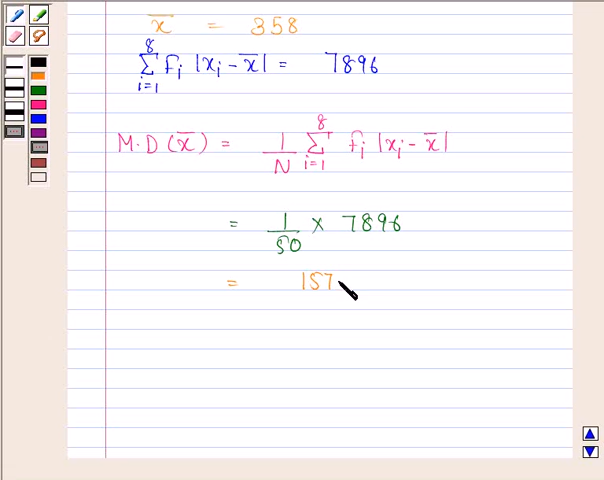 x̄ = 358
8
∑ fi |xi - x̄| = 7896
i=1
8
M.D (x̄) = 1/N ∑ fi |xi - x̄|
i=1
= 1/50 × 7896
= 157